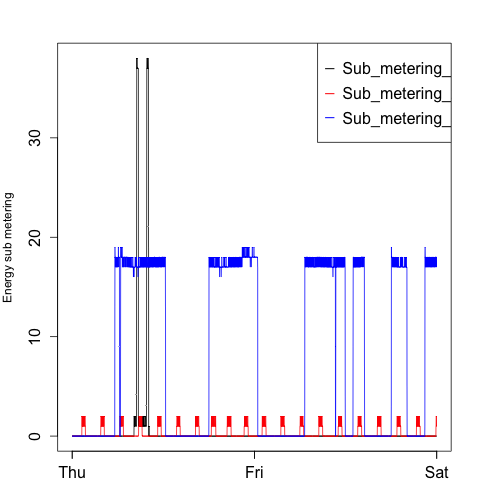 Sub_metering_
Sub_metering_
Sub_metering_
Energy sub metering
30
20
10
0
Thu Fri Sat